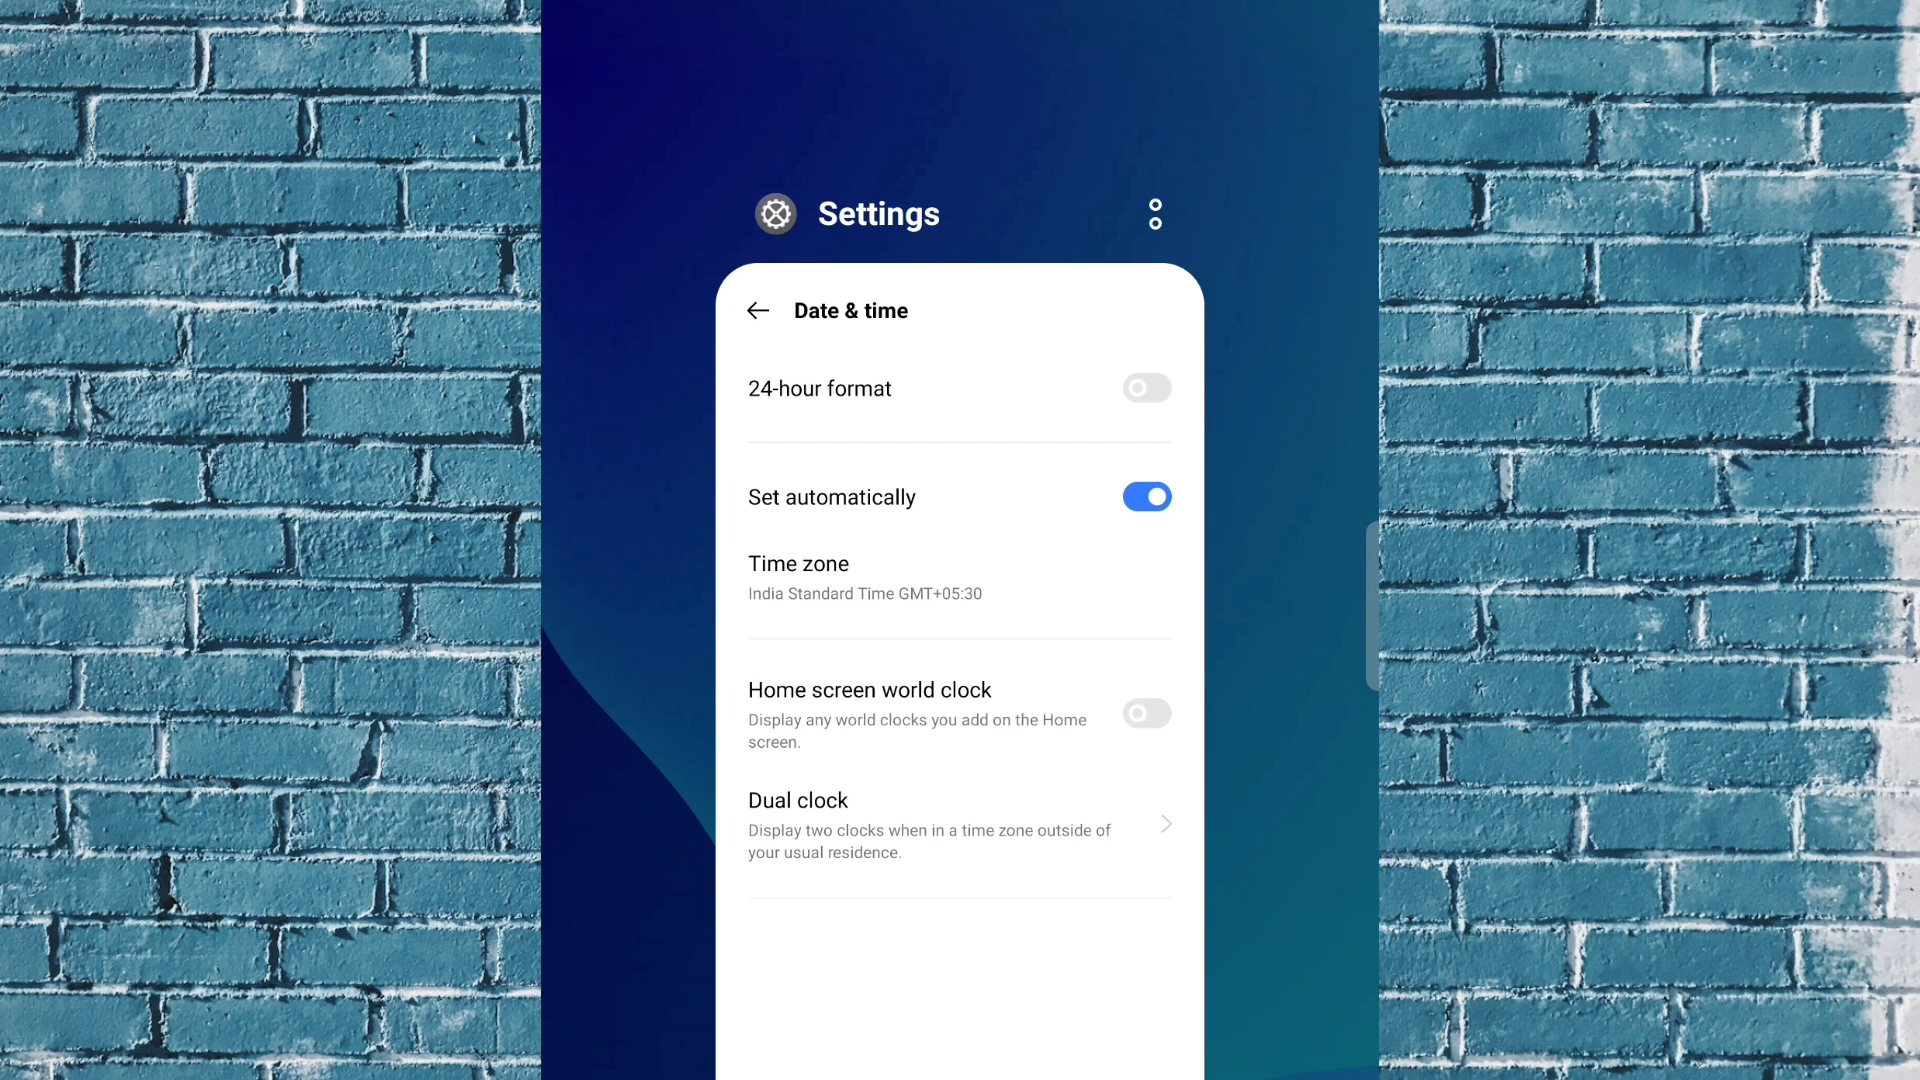 Settings
Date & time
24-hour format
Set automatically
Time zone
India Standard Time GMT+05:30
Home screen world clock
Display any world clocks you add on the Home
screen.
Dual clock
Display two clocks when in a time zone outside of
your usual residence.